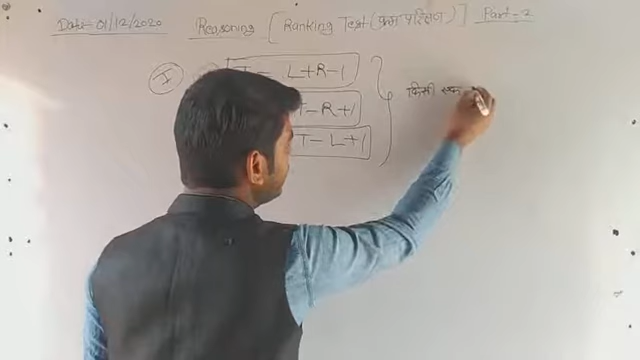 Date:- 01/12/2020 Reasoning [Ranking Test (क्रम परीक्षण)] Part-2
I T = L+R-1
T - R+1
T - L+1
किसी एक